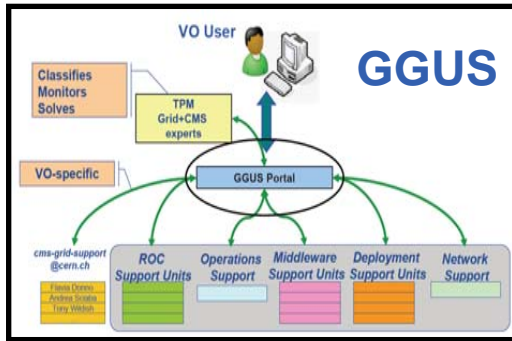 VO User
GGUS
Classifies
Monitors
Solves
TPM
Grid+CMS
experts
VO-specific
GGUS Portal
cms-grid-support
@cern.ch
Flavia Donno
Andrea Sciaba
Tony Wildish
ROC
Support Units
Operations
Support
Middleware
Support Units
Deployment
Support Units
Network
Support